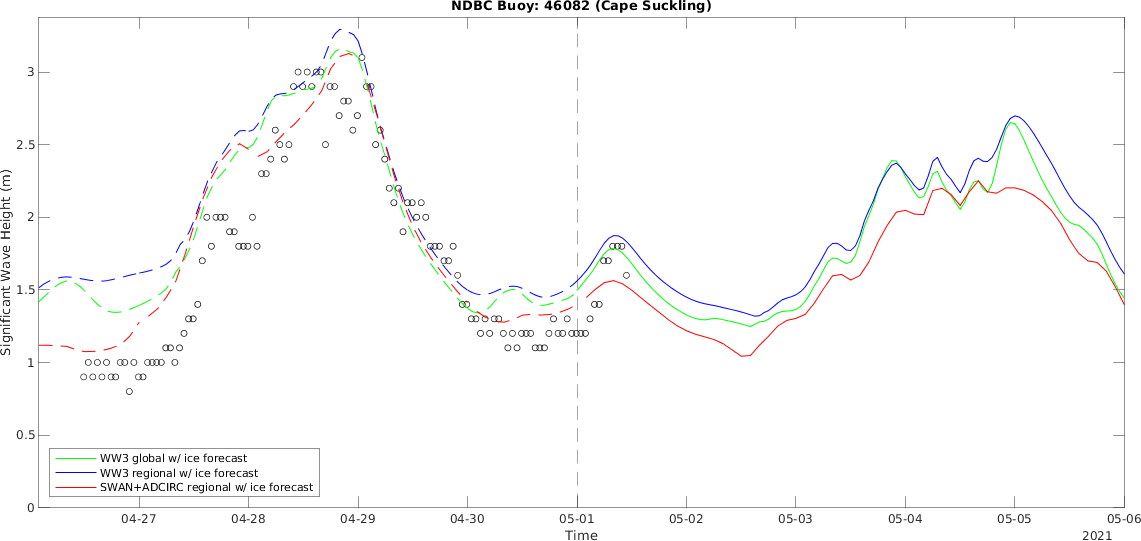 NDBC Buoy: 46082 (Cape Suckling)
Significant Wave Height (m)
3
2.5
2
1.5
1
0.5
0
WW3 global w/ ice forecast
WW3 regional w/ ice forecast
SWAN+ADCIRC regional w/ ice forecast
04-27 04-28 04-29 04-30 05-01 05-02 05-03 05-04 05-05 05-06
Time
2021